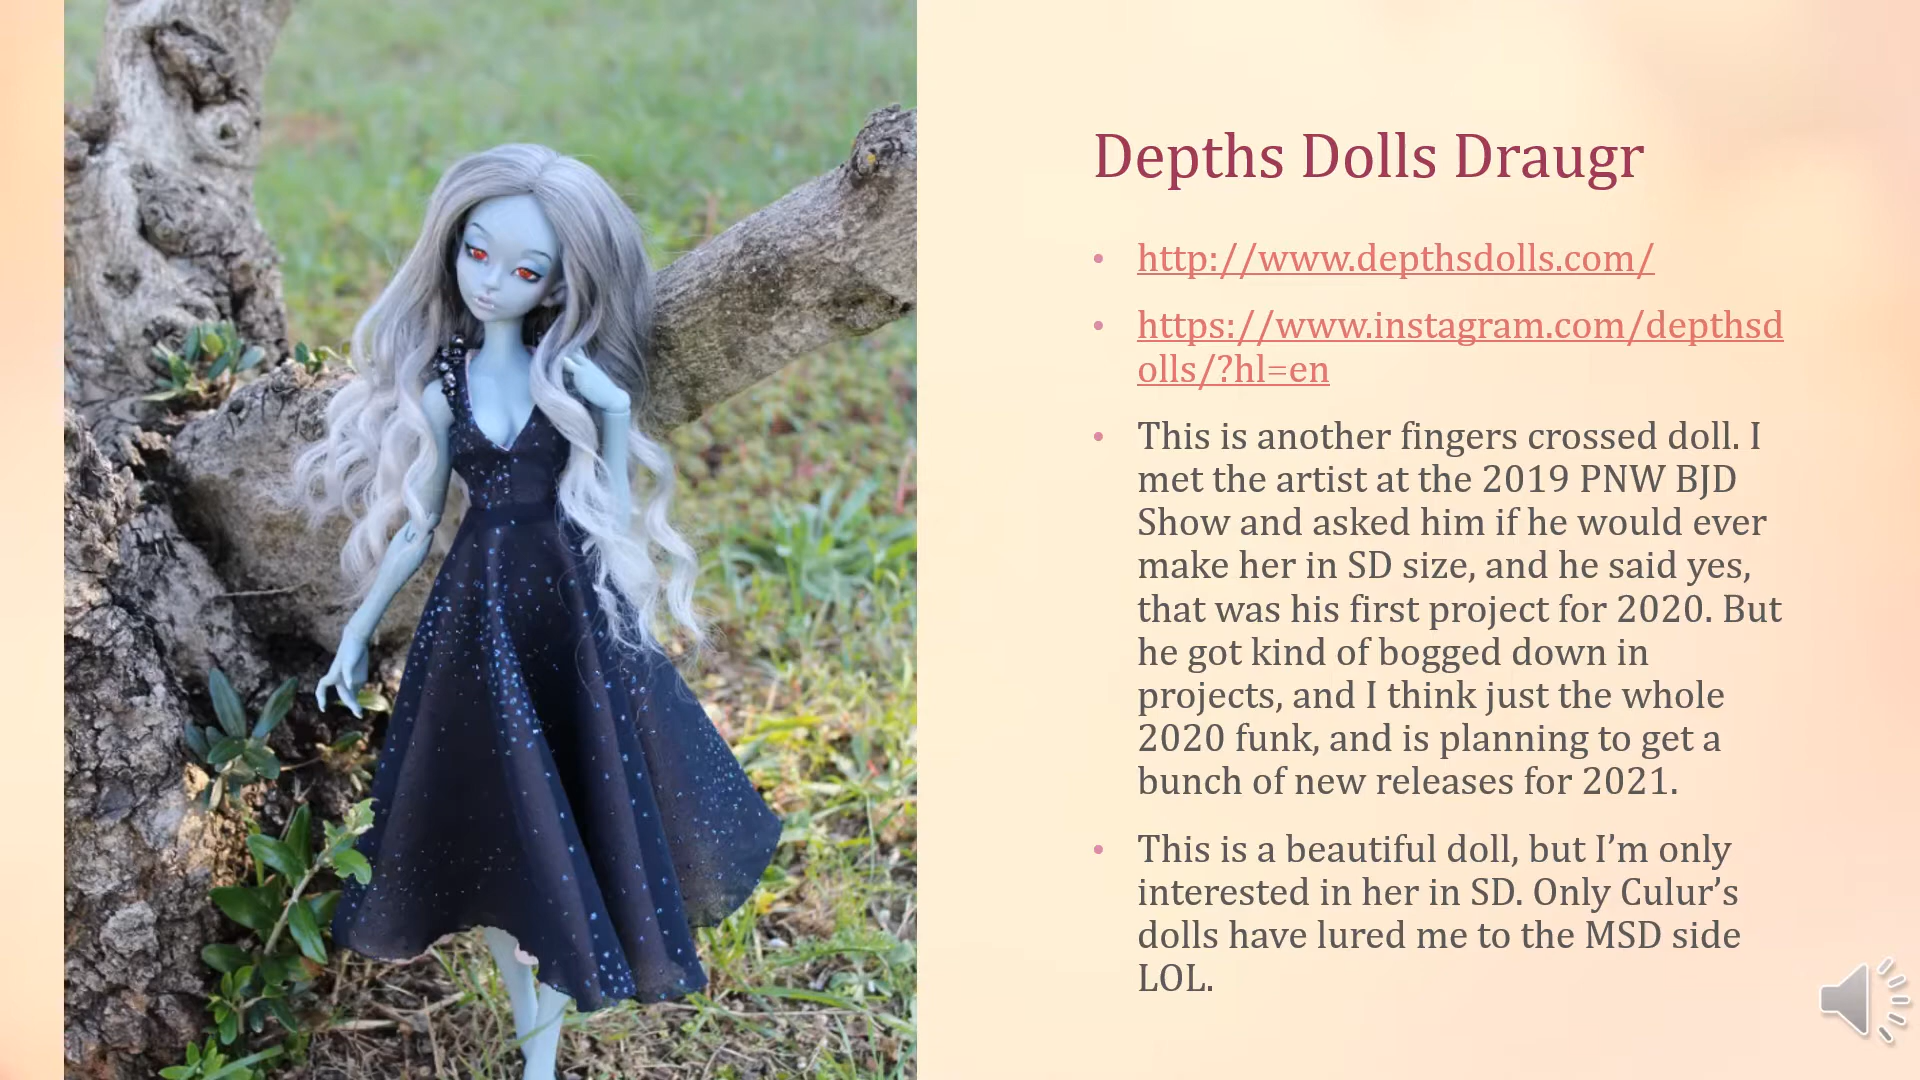 Depths Dolls Draugr
• http://www.depthsdolls.com/
• https://www.instagram.com/depthsd
olls/?hl=en
• This is another fingers crossed doll. I
met the artist at the 2019 PNW BJD
Show and asked him if he would ever
make her in SD size, and he said yes,
that was his first project for 2020. But
he got kind of bogged down in
projects, and I think just the whole
2020 funk, and is planning to get a
bunch of new releases for 2021.
• This is a beautiful doll, but I’m only
interested in her in SD. Only Culur’s
dolls have lured me to the MSD side
LOL.